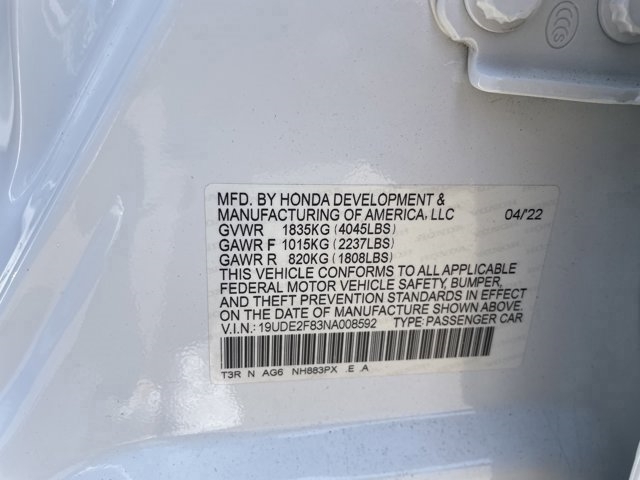 MFD. BY HONDA DEVELOPMENT &
MANUFACTURING OF AMERICA, LLC 04/'22
GVWR 1835KG (4045LBS)
GAWR F 1015KG (2237LBS)
GAWR R 820KG (1808LBS)
THIS VEHICLE CONFORMS TO ALL APPLICABLE
FEDERAL MOTOR VEHICLE SAFETY, BUMPER,
AND THEFT PREVENTION STANDARDS IN EFFECT
ON THE DATE OF MANUFACTURE SHOWN ABOVE.
V.I.N.: 19UDE2F83NA008592 TYPE: PASSENGER CAR
T3R N AG6 NH883PX .E .A